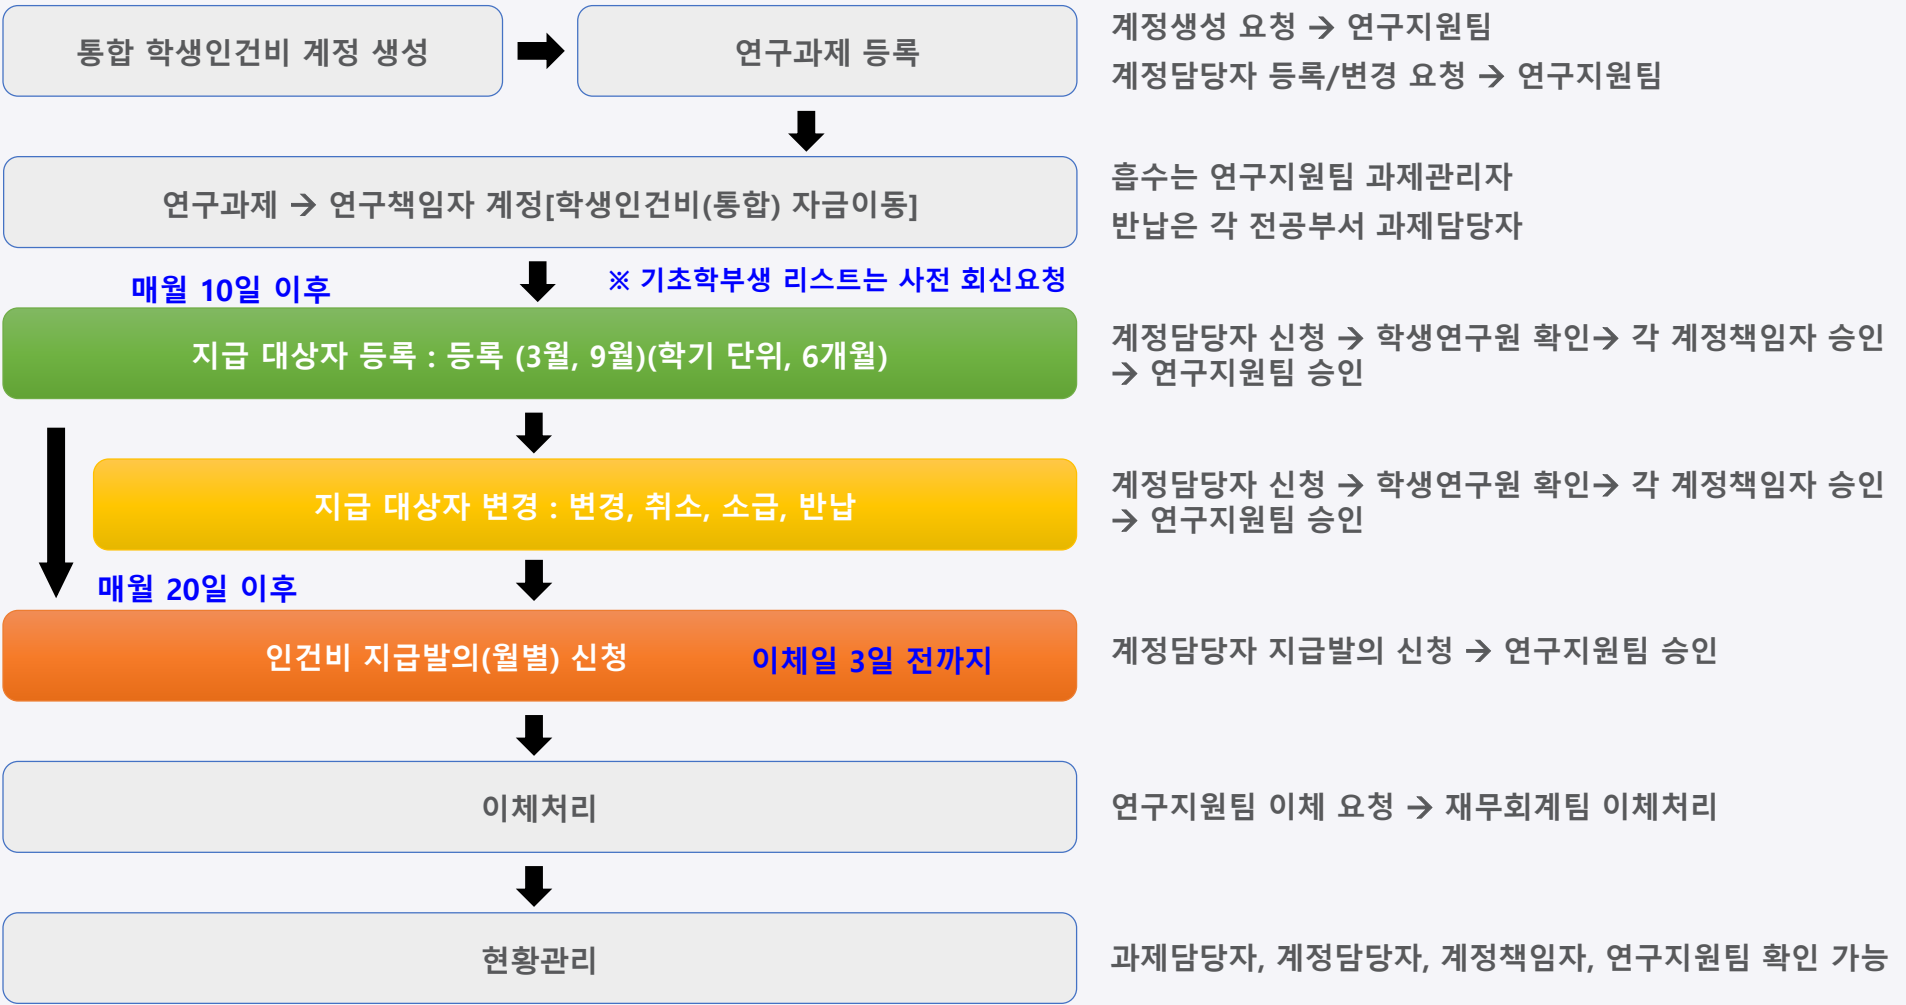 통합 학생인건비 계정 생성
연구과제 등록
계정생성 요청 → 연구지원팀
계정담당자 등록/변경 요청 → 연구지원팀
연구과제 → 연구책임자 계정[학생인건비(통합) 자금이동]
흡수는 연구지원팀 과제관리자
반납은 각 전공부서 과제담당자
매월 10일 이후
※ 기초학부생 리스트는 사전 회신요청
지급 대상자 등록 : 등록 (3월, 9월)(학기 단위, 6개월)
계정담당자 신청 → 학생연구원 확인→ 각 계정책임자 승인
→ 연구지원팀 승인
지급 대상자 변경 : 변경, 취소, 소급, 반납
계정담당자 신청 → 학생연구원 확인→ 각 계정책임자 승인
→ 연구지원팀 승인
매월 20일 이후
인건비 지급발의(월별) 신청
이체일 3일 전까지
계정담당자 지급발의 신청 → 연구지원팀 승인
이체처리
연구지원팀 이체 요청 → 재무회계팀 이체처리
현황관리
과제담당자, 계정담당자, 계정책임자, 연구지원팀 확인 가능